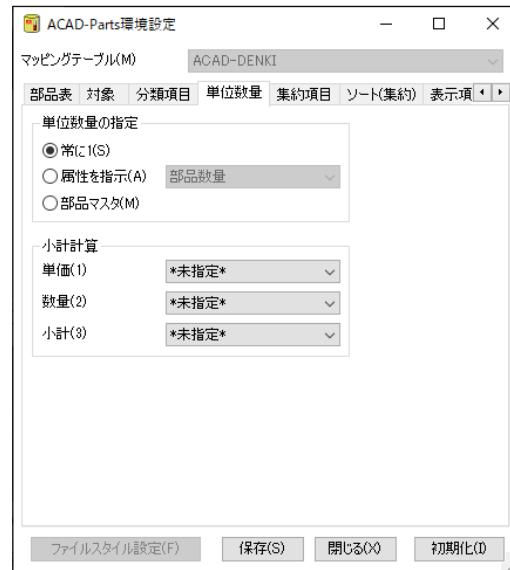 ACAD-Parts環境設定
マッピングテーブル(M) ACAD-DENKI
部品表 対象 分類項目 単位数量 集約項目 ソート(集約) 表示項
単位数量の指定
常に1(S)
属性を指示(A) 部品数量
部品マスタ(M)
小計計算
単価(1) *未指定*
数量(2) *未指定*
小計(3) *未指定*
ファイルスタイル設定(F) 保存(S) 閉じる(X) 初期化(I)